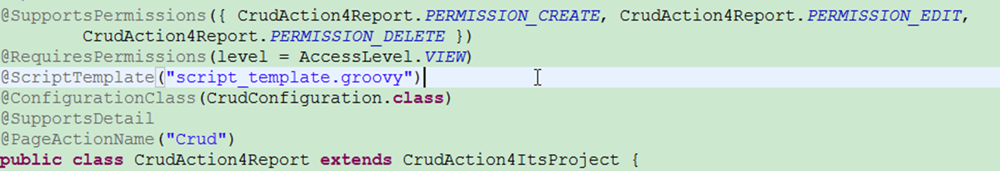 @SupportsPermissions({ CrudAction4Report.PERMISSION_CREATE, CrudAction4Report.PERMISSION_EDIT,
CrudAction4Report.PERMISSION_DELETE })
@RequiresPermissions(level = AccessLevel.VIEW)
@ScriptTemplate("script_template.groovy")
@ConfigurationClass(CrudConfiguration.class)
@SupportsDetail
@PageActionName("Crud")
public class CrudAction4Report extends CrudAction4ItsProject {